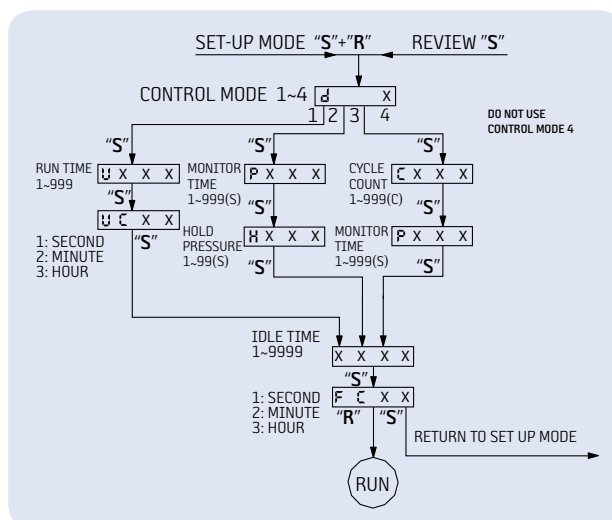 SET-UP MODE “S”+“R” REVIEW “S”
CONTROL MODE 1~4 d X
1 2 3 4
DO NOT USE
CONTROL MODE 4
“S” “S” “S”
RUN TIME
1~999
U X X X
“S”
U C X X
1: SECOND
2: MINUTE
3: HOUR
“S”
MONITOR
TIME
1~999(S)
P X X X
“S”
HOLD
PRESSURE
1~99(S)
H X X X
“S”
CYCLE
COUNT
1~999(C)
C X X X
“S”
MONITOR
TIME
1~999(S)
P X X X
“S”
IDLE TIME
1~9999
X X X X
“S”
1: SECOND
2: MINUTE
3: HOUR
F C X X
“R” “S”
RETURN TO SET UP MODE
RUN